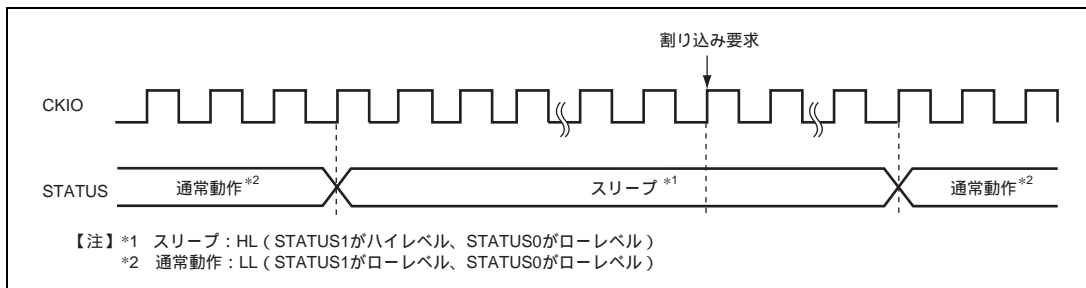 割り込み要求
CKIO
STATUS 通常動作 *2 スリープ *1 通常動作 *2
【注】 *1 スリープ：HL（STATUS1がハイレベル、STATUS0がローレベル）
*2 通常動作：LL（STATUS1がローレベル、STATUS0がローレベル）